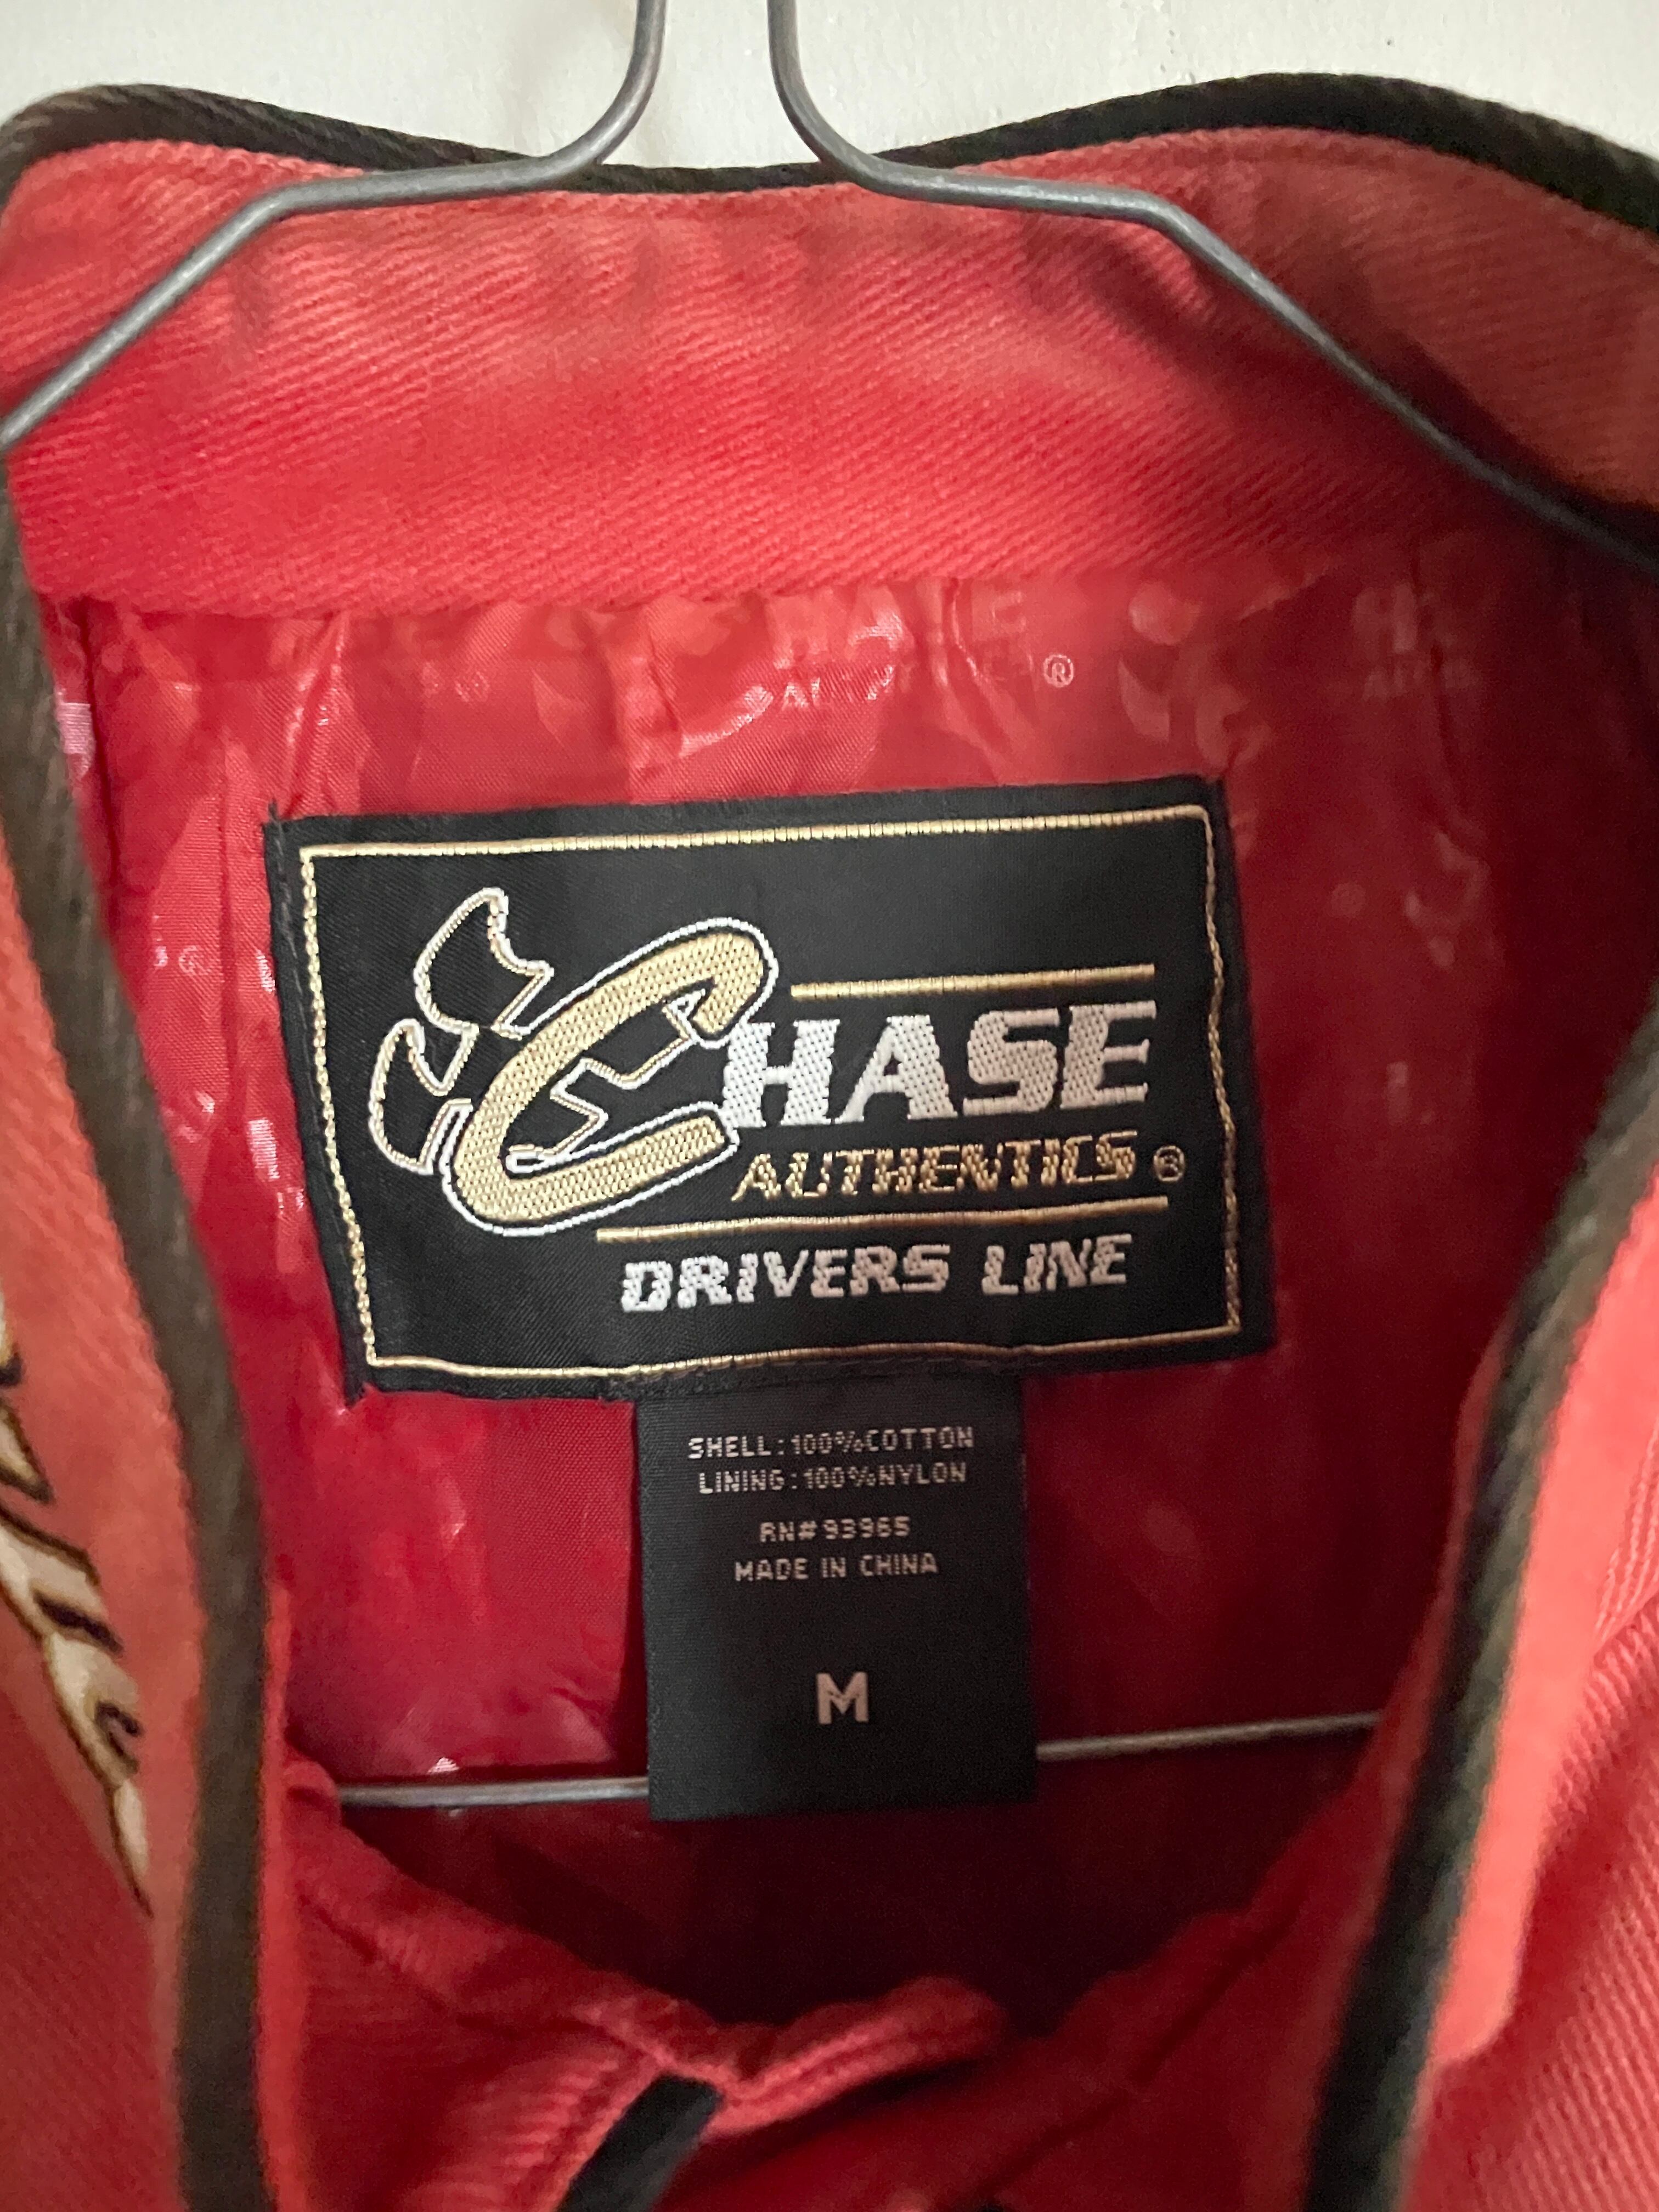 CHASE
AUTHENTICS®
DRIVERS LINE
SHELL:100%COTTON
LINING:100%NYLON
RN#93965
MADE IN CHINA
M